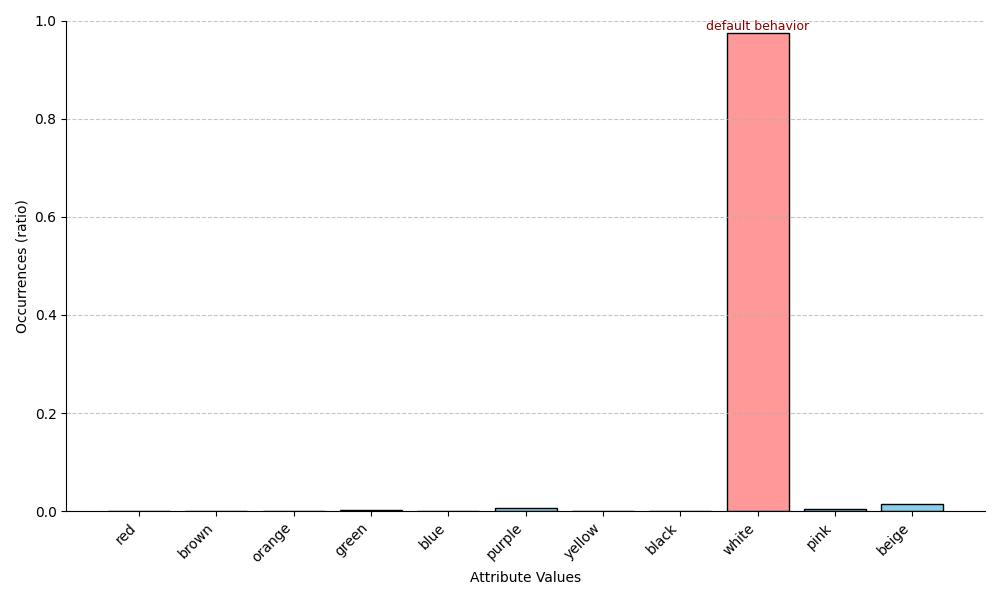 default behavior
1.0
0.8
0.6
0.4
0.2
0.0
Occurrences (ratio)
red
brown
orange
green
blue
purple
yellow
black
white
pink
beige
Attribute Values